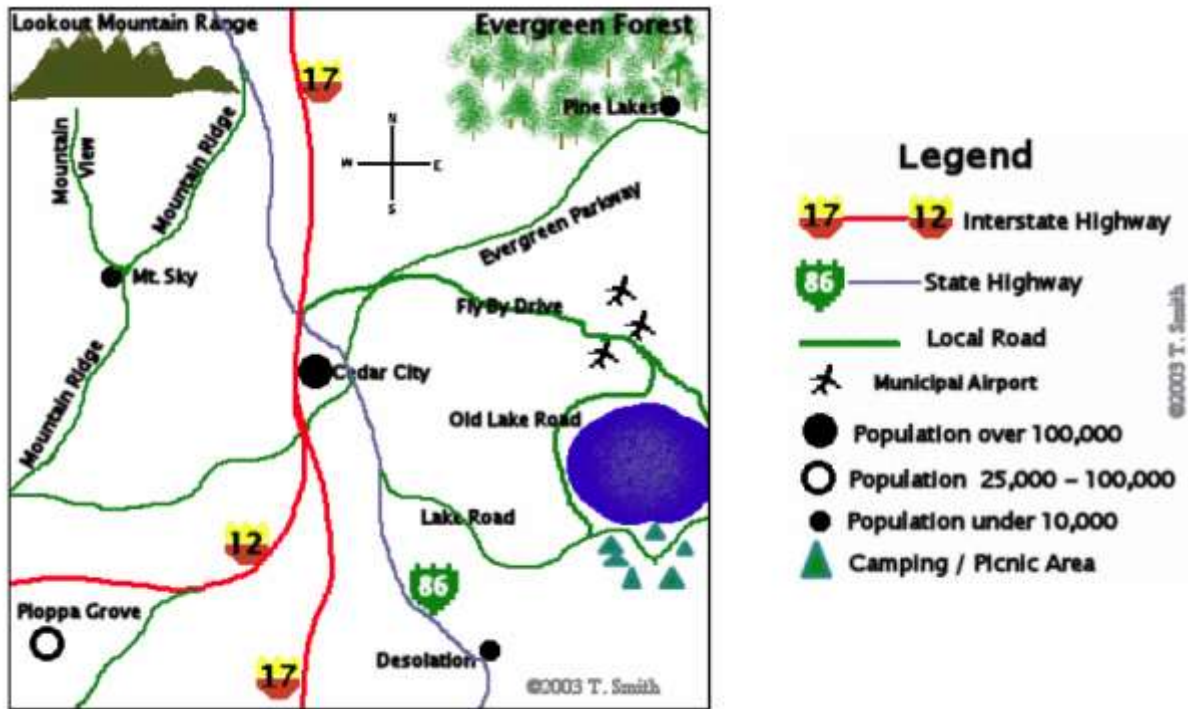 Lookout Mountain Range
Evergreen Forest
17
Pine Lakes
N
W E
S
Mountain View
Mountain Ridge
Evergreen Parkway
Mt. Sky
Fly By Drive
Cedar City
Mountain Ridge
Old Lake Road
Lake Road
12
86
Pioppa Grove
Desolation
17
©2003 T. Smith
Legend
17 12 Interstate Highway
86 State Highway
Local Road
Municipal Airport
Population over 100,000
Population 25,000 – 100,000
Population under 10,000
Camping / Picnic Area
©2003 T. Smith